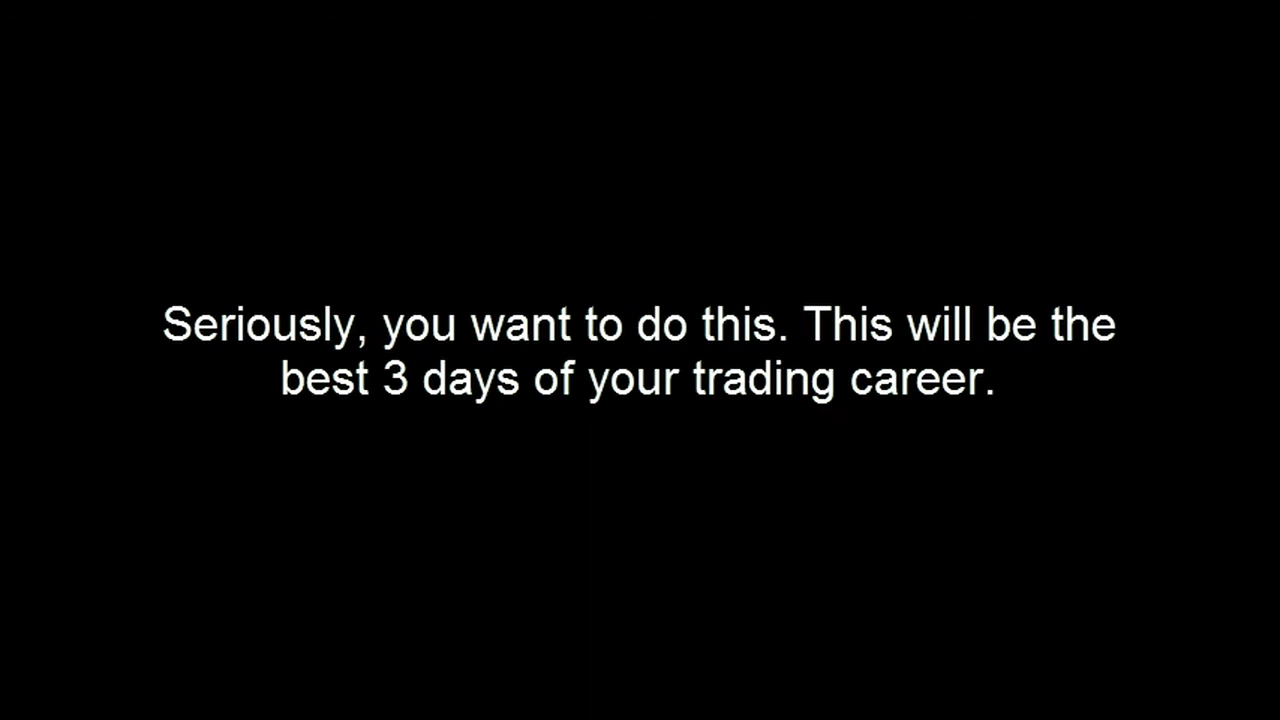 Seriously, you want to do this. This will be the
best 3 days of your trading career.